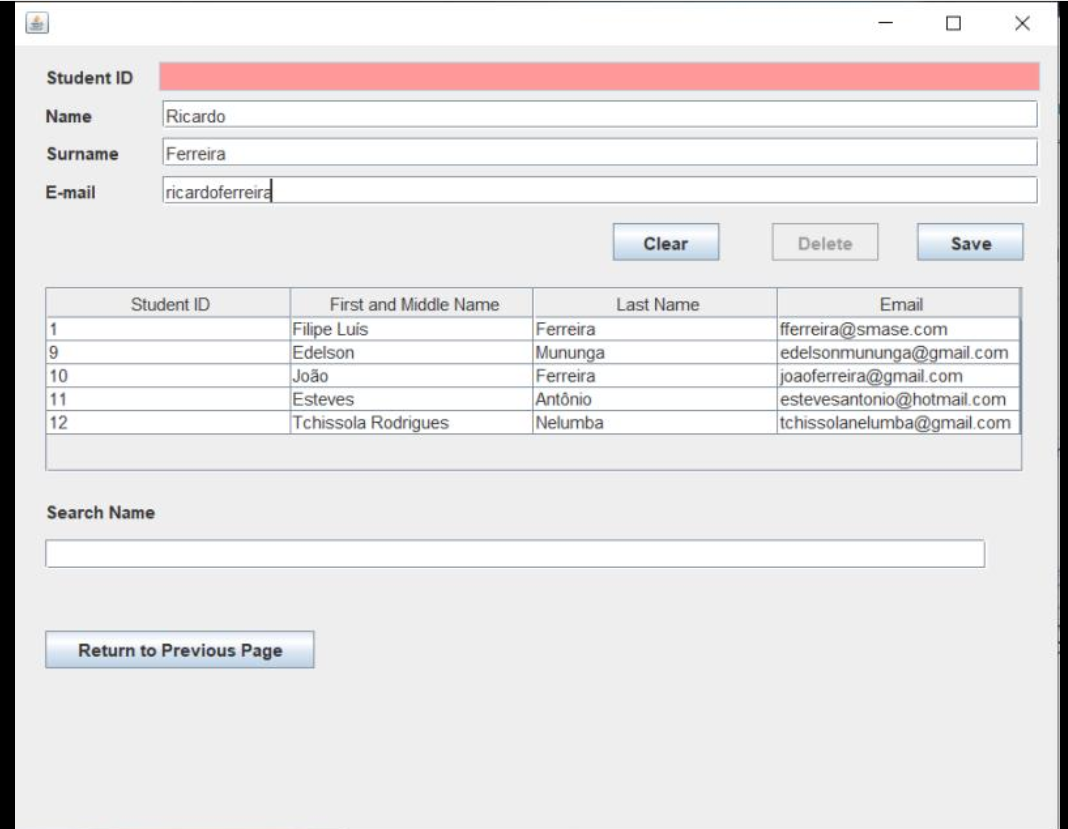 Student ID
Name Ricardo
Surname Ferreira
E-mail ricardoferreira
Clear Delete Save
Student ID First and Middle Name Last Name Email
1 Filipe Luís Ferreira fferreira@smase.com
9 Edelson Mununga edelsonmununga@gmail.com
10 João Ferreira joaoferreira@gmail.com
11 Esteves Antônio estevesantonio@hotmail.com
12 Tchissola Rodrigues Nelumba tchissolanelumba@gmail.com
Search Name
Return to Previous Page